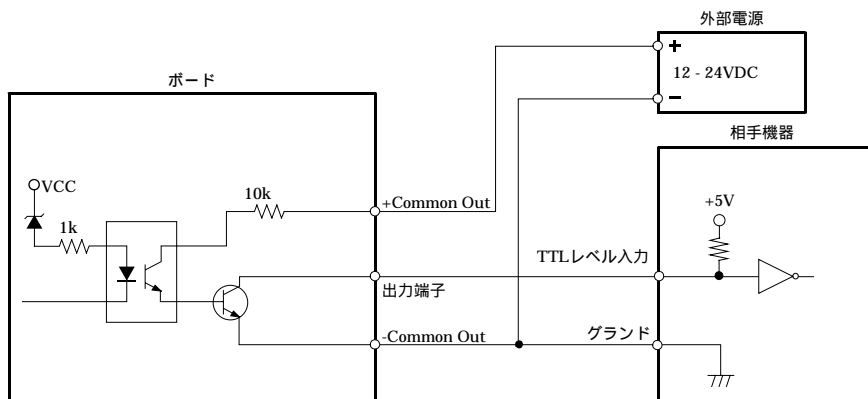 外部電源
+
12 - 24VDC
-
ボード
相手機器
VCC
10k
1k
+Common Out
+5V
TTLレベル入力
出力端子
-Common Out
グランド